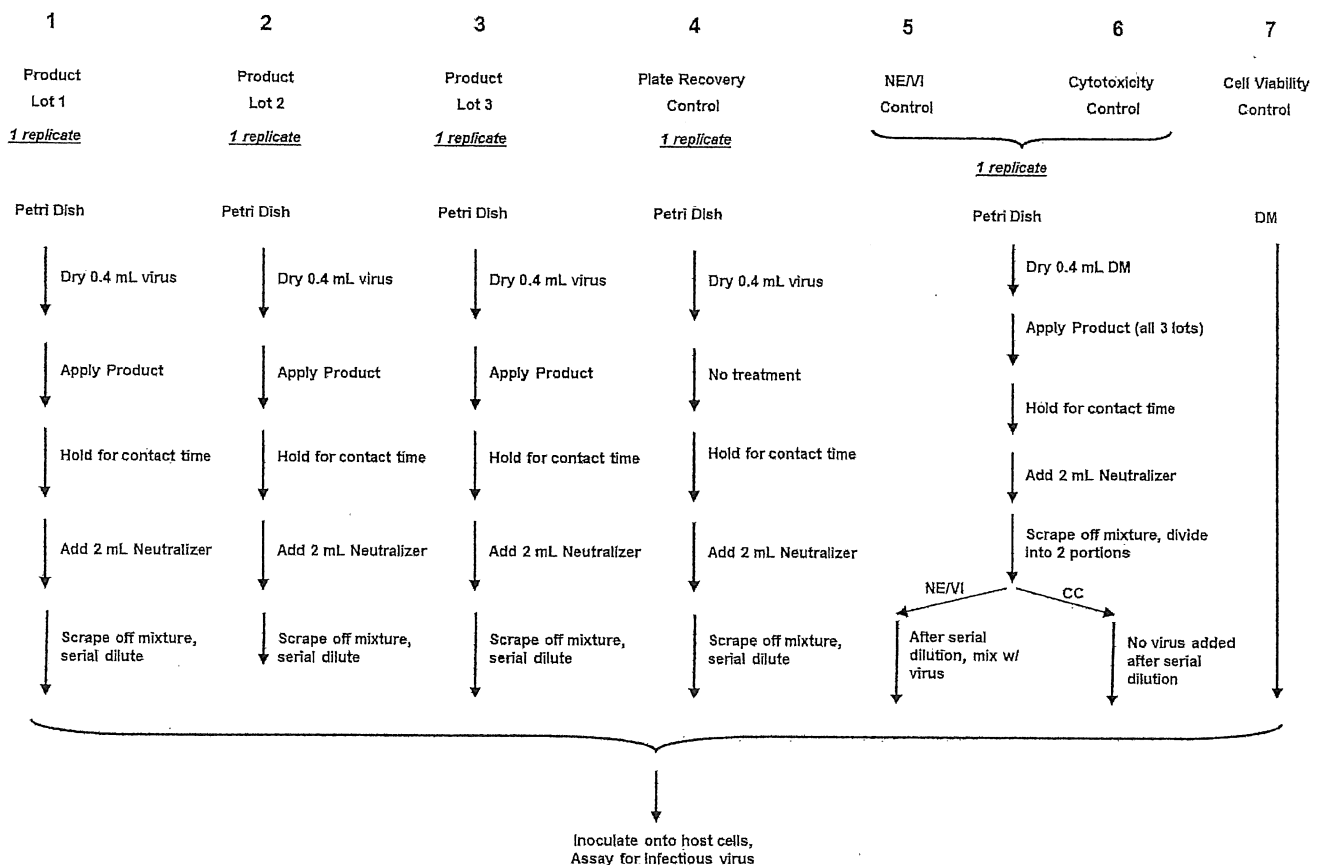 1
Product
Lot 1
1 replicate
Petri Dish
Dry 0.4 mL virus
Apply Product
Hold for contact time
Add 2 mL Neutralizer
Scrape off mixture,
serial dilute
2
Product
Lot 2
1 replicate
Petri Dish
Dry 0.4 mL virus
Apply Product
Hold for contact time
Add 2 mL Neutralizer
Scrape off mixture,
serial dilute
3
Product
Lot 3
1 replicate
Petri Dish
Dry 0.4 mL virus
Apply Product
Hold for contact time
Add 2 mL Neutralizer
Scrape off mixture,
serial dilute
4
Plate Recovery
Control
1 replicate
Petri Dish
Dry 0.4 mL virus
No treatment
Hold for contact time
Add 2 mL Neutralizer
Scrape off mixture,
serial dilute
5
NE/VI
Control
6
Cytotoxicity
Control
1 replicate
Petri Dish
Dry 0.4 mL DM
Apply Product (all 3 lots)
Hold for contact time
Add 2 mL Neutralizer
Scrape off mixture, divide
into 2 portions
NE/VI
CC
After serial
dilution, mix w/
virus
No virus added
after serial
dilution
7
Cell Viability
Control
DM
Inoculate onto host cells,
Assay for infectious virus